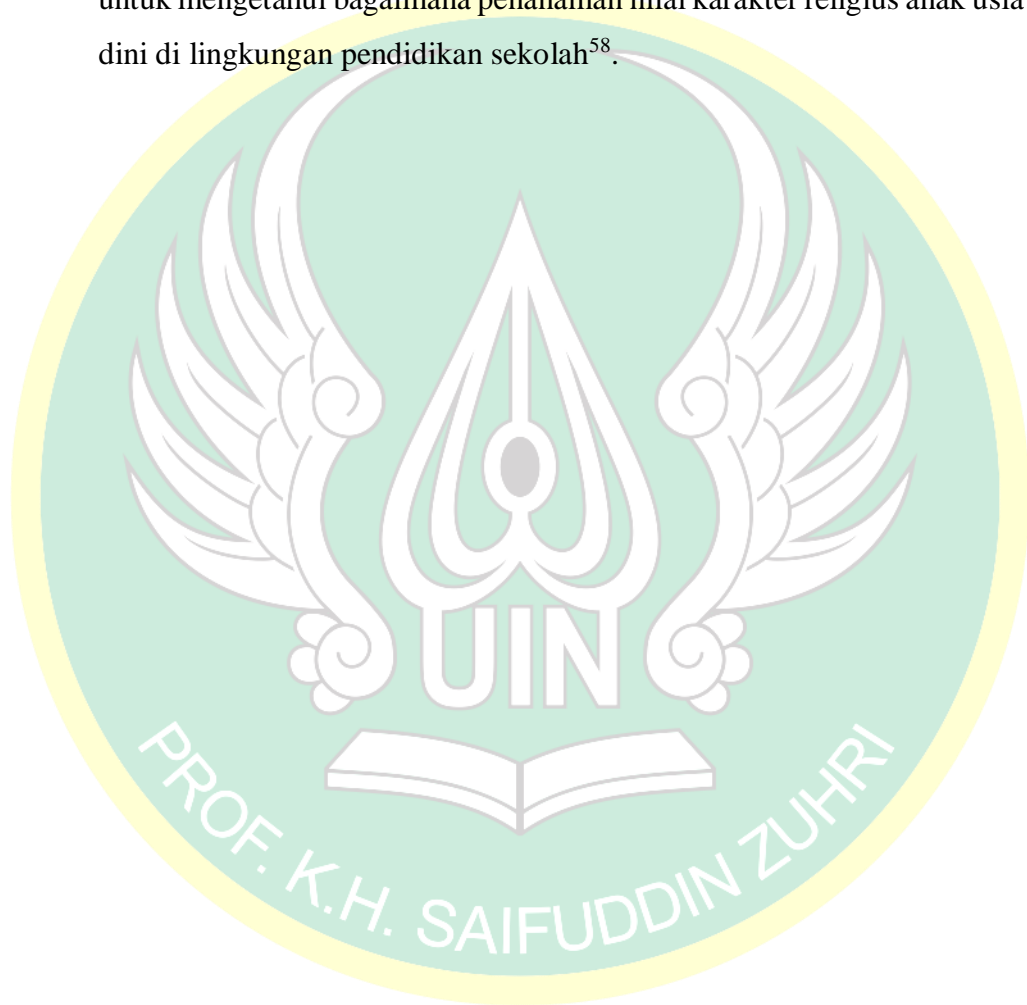 untuk mengetahui bagaimana penanaman nilai karakter religius anak usia
dini di lingkungan pendidikan sekolah⁵⁸.
UIN
PROF. K.H. SAIFUDDIN ZUHRI